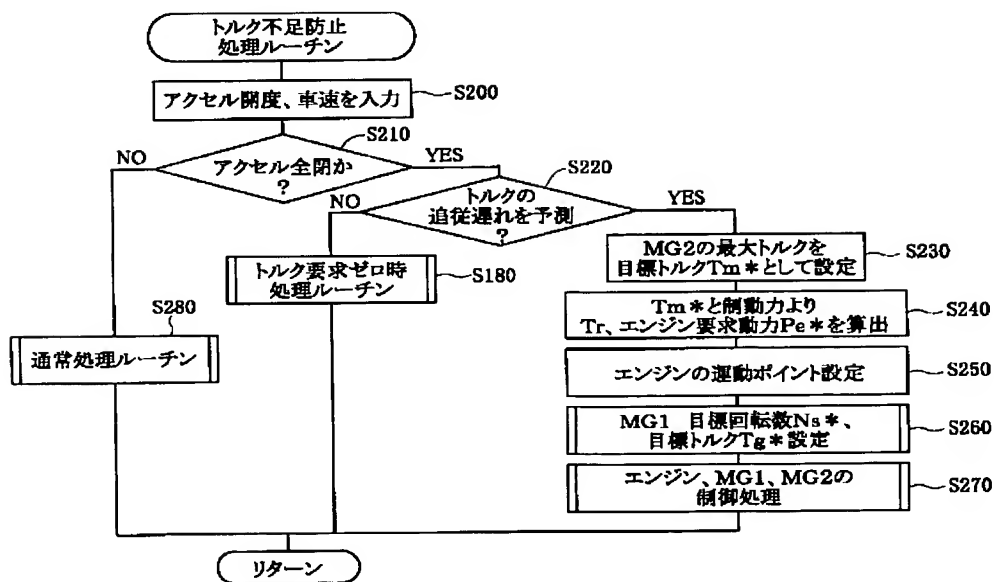 トルク不足防止
処理ルーチン
アクセル開度、車速を入力
S200
アクセル全閉か
?
S210
NO
YES
トルクの
追従遅れを予測
?
S220
NO
YES
MG2の最大トルクを
目標トルクTm*として設定
S230
トルク要求ゼロ時
処理ルーチン
S180
Tm*と制動力より
Tr、エンジン要求動力Pe*を算出
S240
S280
通常処理ルーチン
エンジンの運動ポイント設定
S250
MG1 目標回転数Ns*、
目標トルクTg*設定
S260
エンジン、MG1、MG2の
制御処理
S270
リターン